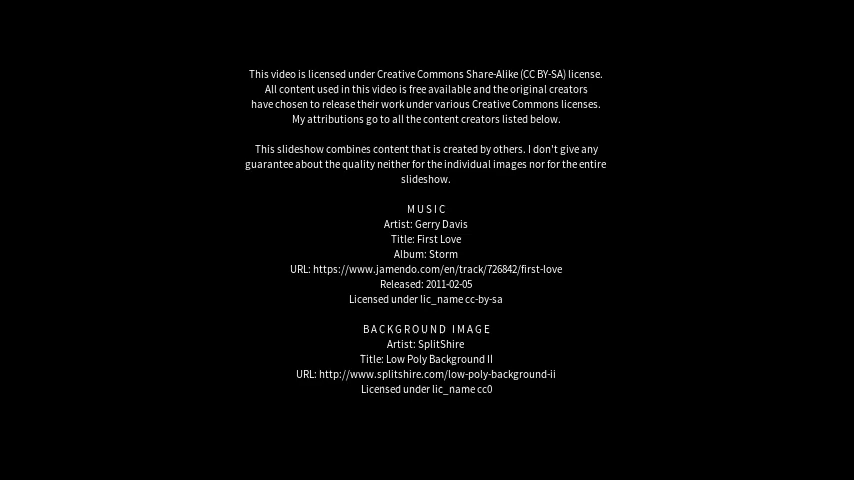 This video is licensed under Creative Commons Share-Alike (CC BY-SA) license.
All content used in this video is free available and the original creators
have chosen to release their work under various Creative Commons licenses.
My attributions go to all the content creators listed below.
This slideshow combines content that is created by others. I don't give any
guarantee about the quality neither for the individual images nor for the entire
slideshow.
MUSIC
Artist: Gerry Davis
Title: First Love
Album: Storm
URL: https://www.jamendo.com/en/track/726842/first-love
Released: 2011-02-05
Licensed under lic_name cc-by-sa
BACKGROUND IMAGE
Artist: SplitShire
Title: Low Poly Background II
URL: http://www.splitshire.com/low-poly-background-ii
Licensed under lic_name cc0